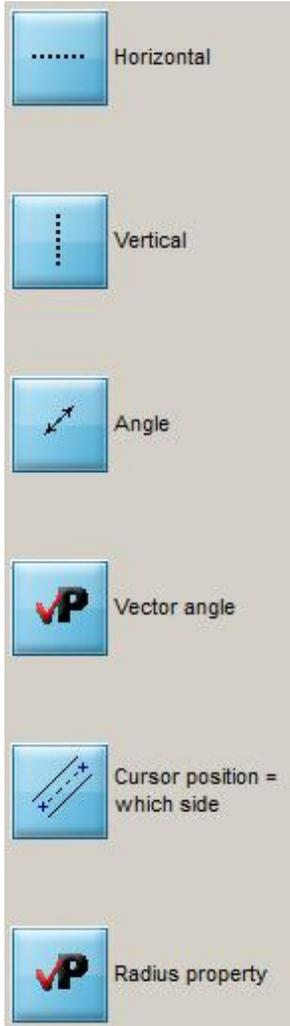 Horizontal
Vertical
Angle
P
Vector angle
Cursor position =
which side
P
Radius property